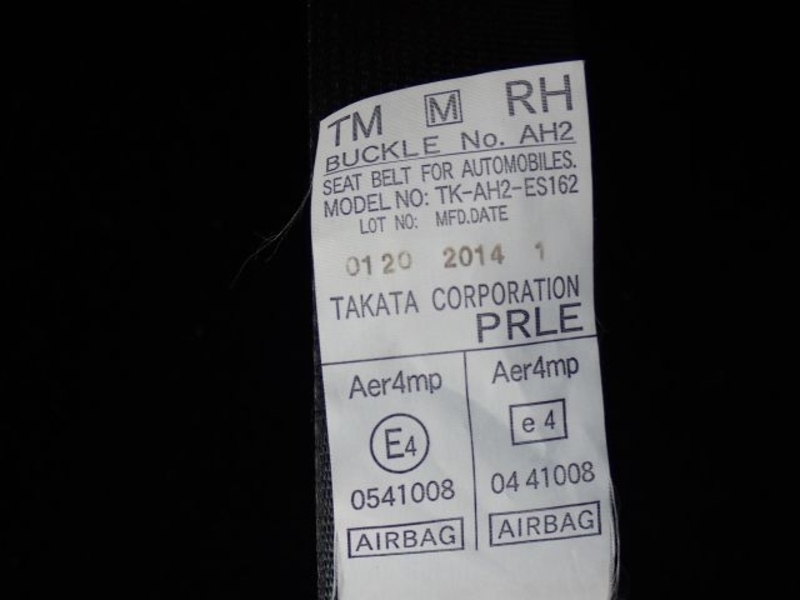 TM M RH
BUCKLE No. AH2
SEAT BELT FOR AUTOMOBILES.
MODEL NO: TK-AH2-ES162
LOT NO: MFD.DATE
0120 2014 1
TAKATA CORPORATION
PRLE
Aer4mp
E4
0541008
AIRBAG
Aer4mp
e 4
04 41008
AIRBAG